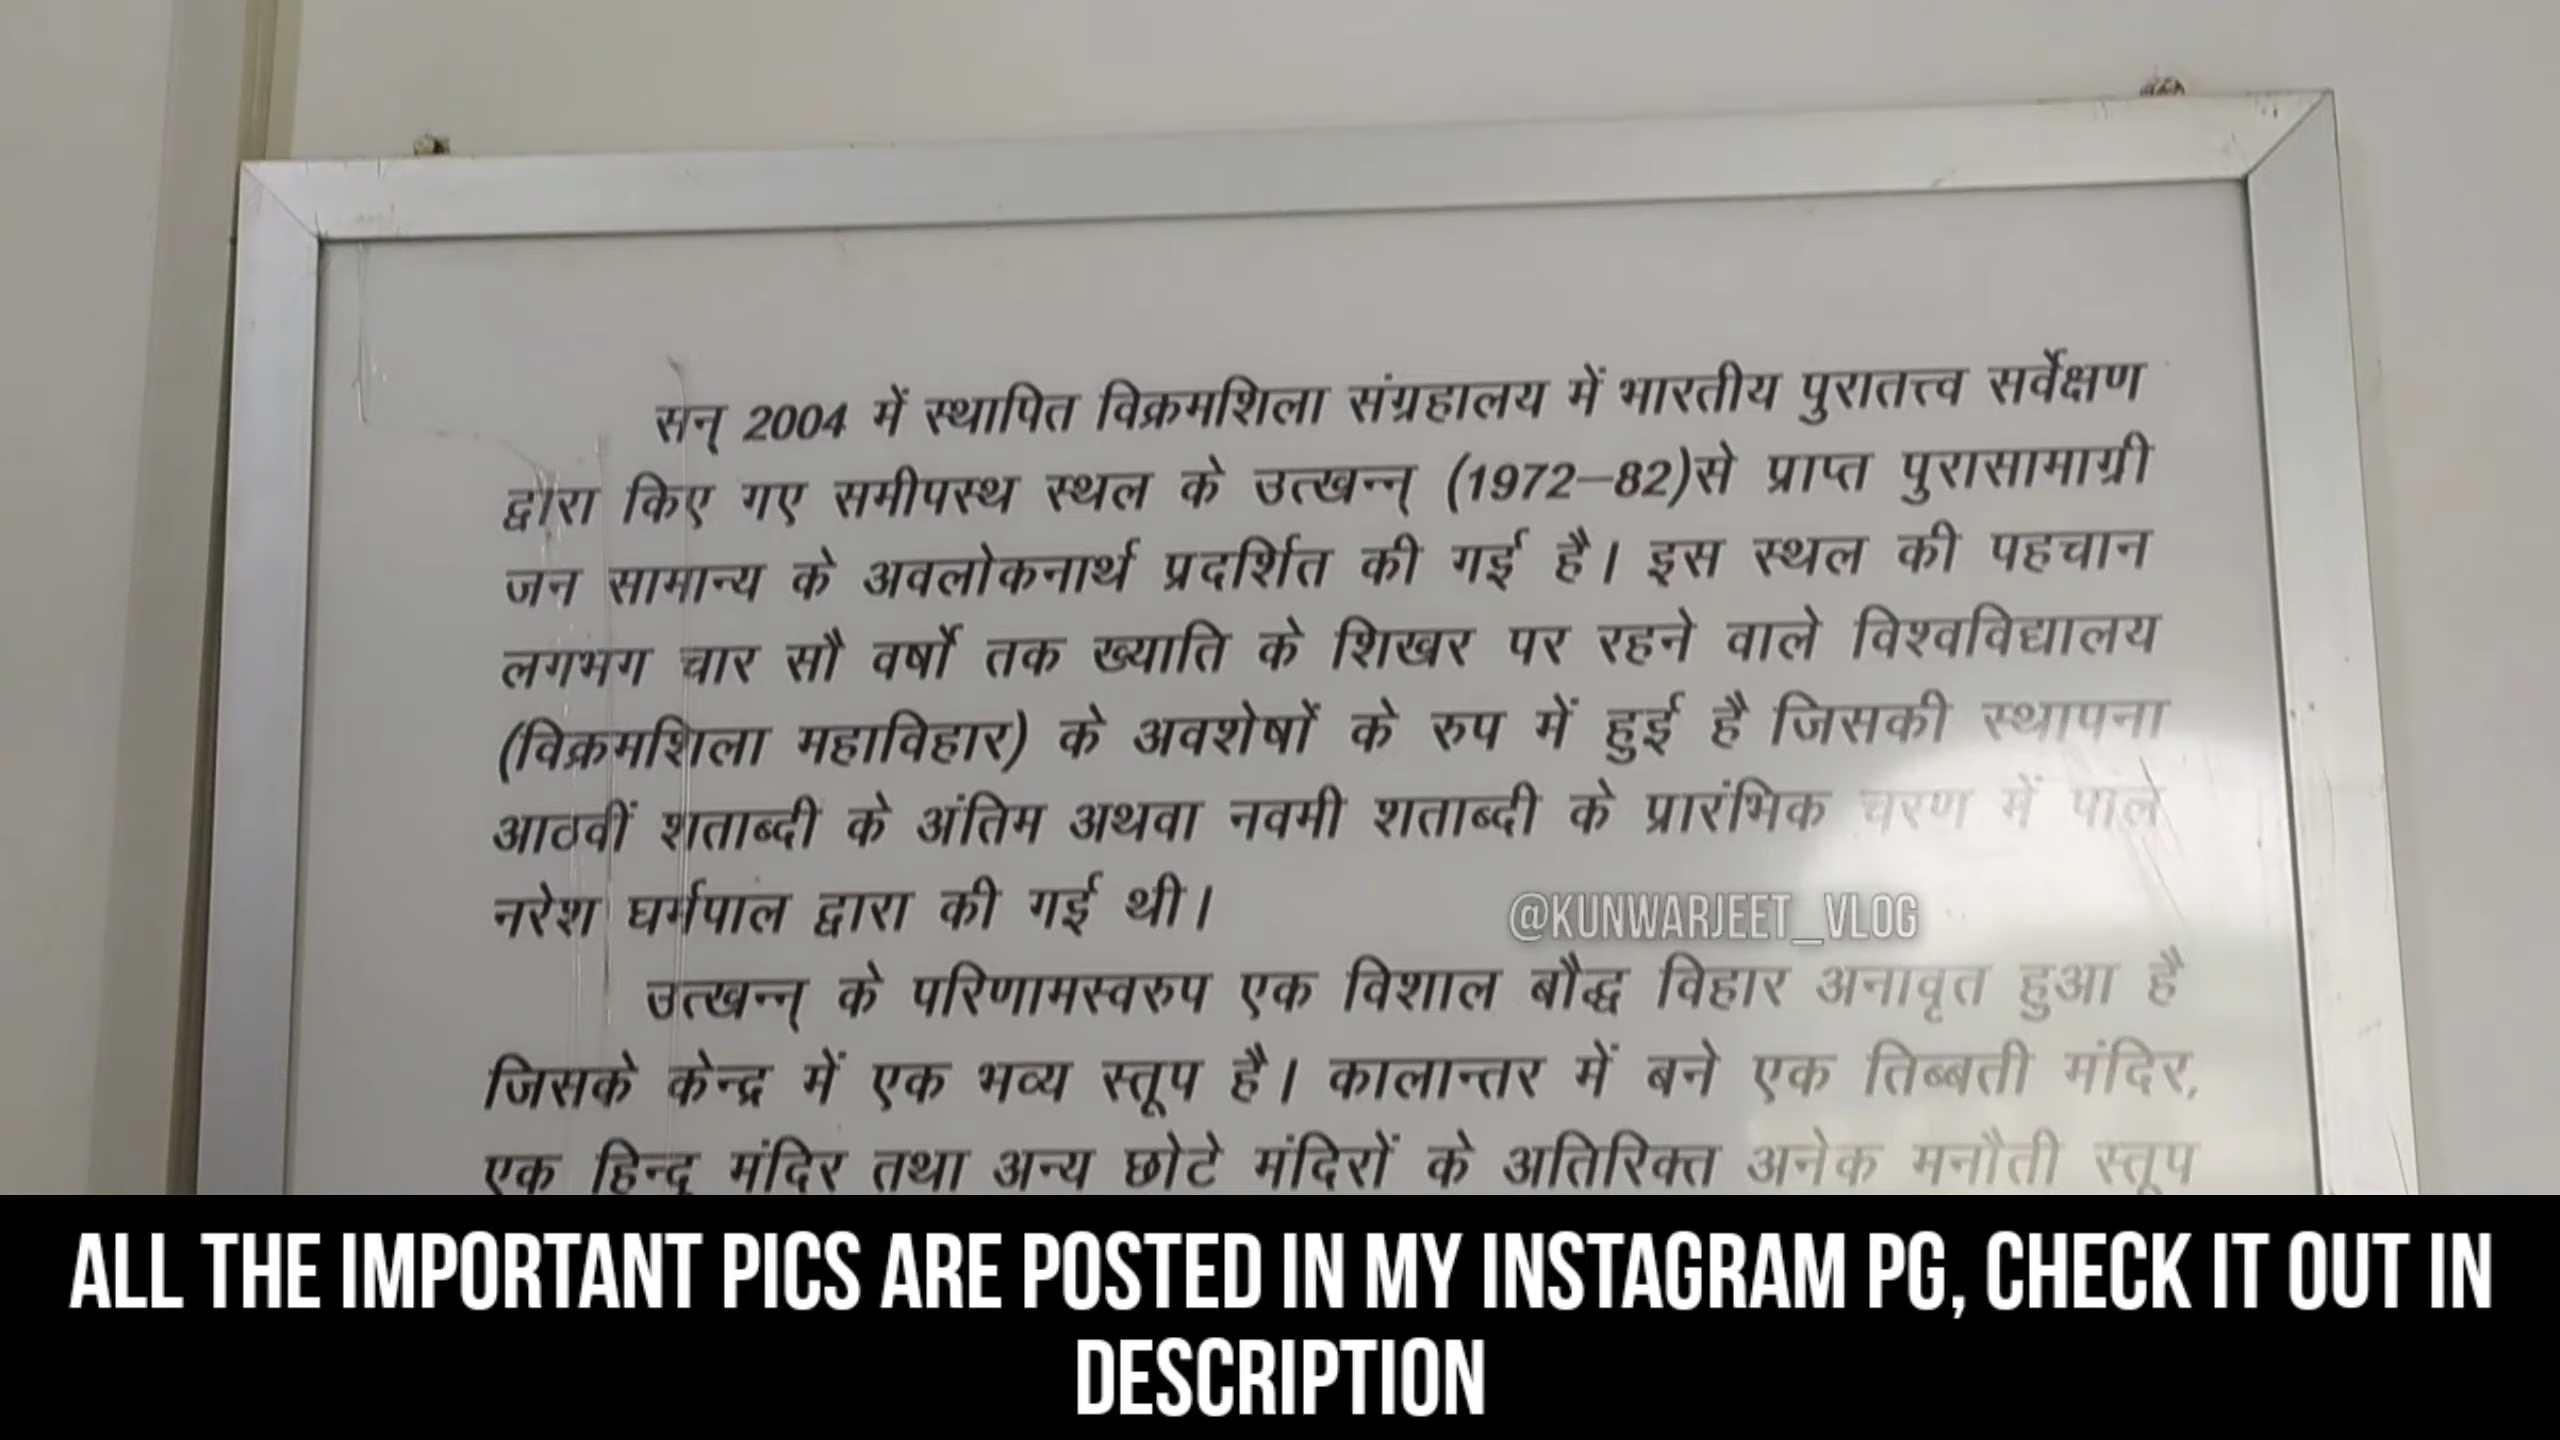 सन् 2004 में स्थापित विक्रमशिला संग्रहालय में भारतीय पुरातत्त्व सर्वेक्षण
द्वारा किए गए समीपस्थ स्थल के उत्खन्न् (1972–82)से प्राप्त पुरासामाग्री
जन सामान्य के अवलोकनार्थ प्रदर्शित की गई है। इस स्थल की पहचान
लगभग चार सौ वर्षों तक ख्याति के शिखर पर रहने वाले विश्वविद्यालय
(विक्रमशिला महाविहार) के अवशेषों के रुप में हुई है जिसकी स्थापना
आठवीं शताब्दी के अंतिम अथवा नवमी शताब्दी के प्रारंभिक चरण में पाल
नरेश घर्मपाल द्वारा की गई थी।
@KUNWARJEET_VLOG
उत्खन्न् के परिणामस्वरुप एक विशाल बौद्ध विहार अनावृत हुआ है
जिसके केन्द्र में एक भव्य स्तूप है। कालान्तर में बने एक तिब्बती मंदिर,
एक हिन्दू मंदिर तथा अन्य छोटे मंदिरों के अतिरिक्त अनेक मनौती स्तूप
ALL THE IMPORTANT PICS ARE POSTED IN MY INSTAGRAM PG, CHECK IT OUT IN
DESCRIPTION